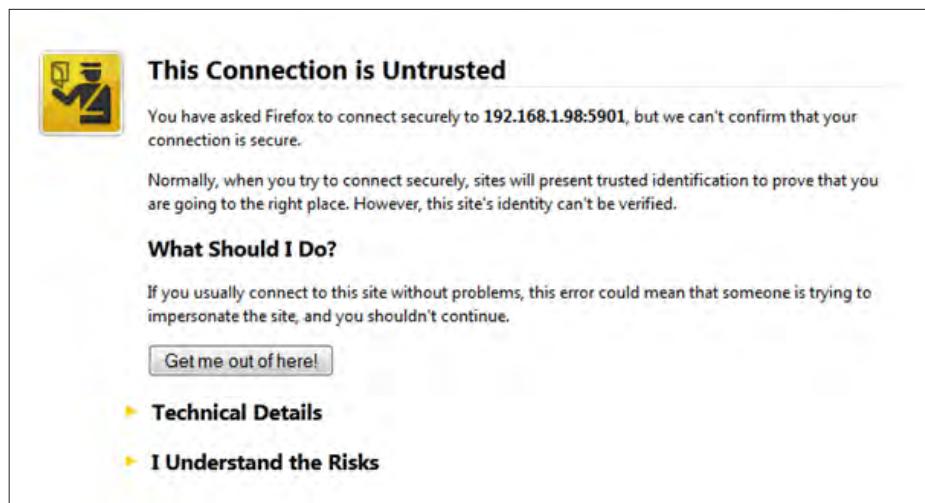 This Connection is Untrusted
You have asked Firefox to connect securely to 192.168.1.98:5901, but we can't confirm that your
connection is secure.
Normally, when you try to connect securely, sites will present trusted identification to prove that you
are going to the right place. However, this site's identity can't be verified.
What Should I Do?
If you usually connect to this site without problems, this error could mean that someone is trying to
impersonate the site, and you shouldn't continue.
Get me out of here!
Technical Details
I Understand the Risks